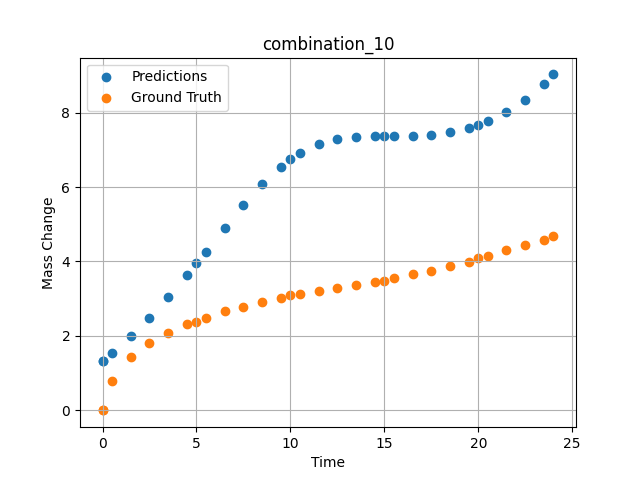 combination_10
Predictions
Ground Truth
Mass Change
8
6
4
2
0
0 5 10 15 20 25
Time